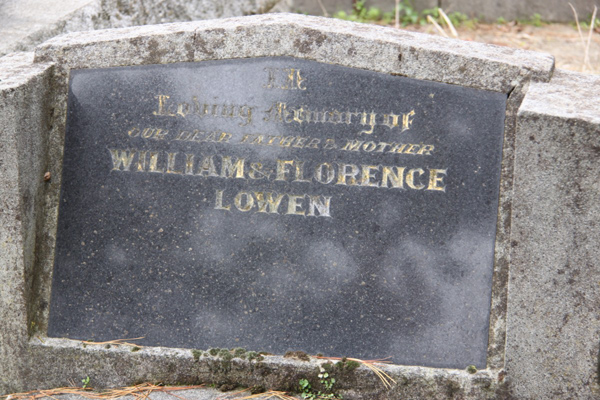 IN
Loving Memory of
OUR DEAR FATHER & MOTHER
WILLIAM & FLORENCE
LOWEN